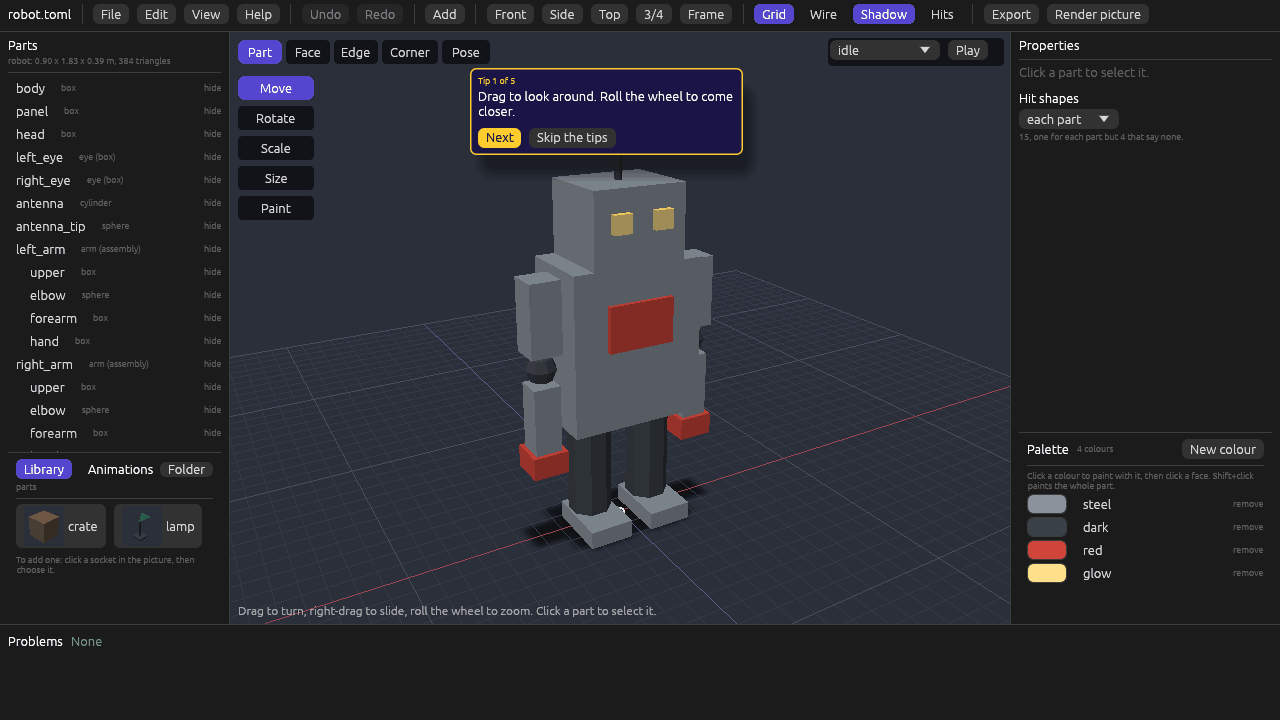 robot.toml File Edit View Help Undo Redo Add Front Side Top 3/4 Frame Grid Wire Shadow Hits Export Render picture
Parts
robot: 0.90 x 1.83 x 0.39 m, 384 triangles
body box hide
panel box hide
head box hide
left_eye eye (box) hide
right_eye eye (box) hide
antenna cylinder hide
antenna_tip sphere hide
left_arm arm (assembly) hide
upper box hide
elbow sphere hide
forearm box hide
hand box hide
right_arm arm (assembly) hide
upper box hide
elbow sphere hide
forearm box hide
Library Animations Folder
parts
crate lamp
To add one: click a socket in the picture, then
choose it.
Part Face Edge Corner Pose
Move
Rotate
Scale
Size
Paint
idle Play
Tip 1 of 5
Drag to look around. Roll the wheel to come
closer.
Next Skip the tips
Drag to turn, right-drag to slide, roll the wheel to zoom. Click a part to select it.
Properties
Click a part to select it.
Hit shapes
each part
15, one for each part but 4 that say none.
Palette 4 colours New colour
Click a colour to paint with it, then click a face. Shift+click
paints the whole part.
steel remove
dark remove
red remove
glow remove
Problems None